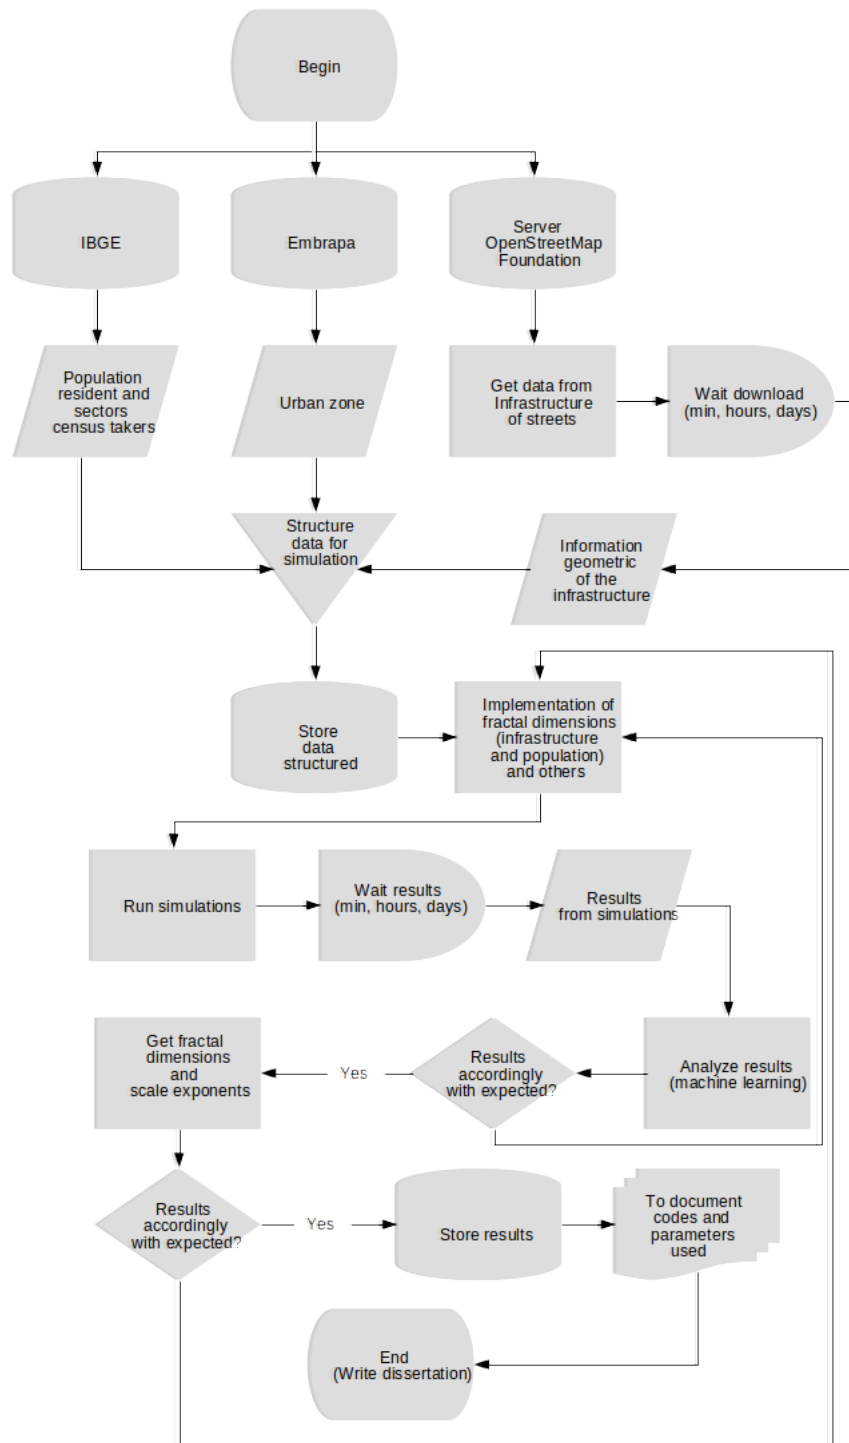 Begin
IBGE
Embrapa
Server
OpenStreetMap
Foundation
Population
resident and
sectors
census takers
Urban zone
Get data from
Infrastructure
of streets
Wait download
(min, hours, days)
Structure
data for
simulation
Information
geometric
of the
infrastructure
Store
data
structured
Implementation of
fractal dimensions
(infrastructure
and population)
and others
Run simulations
Wait results
(min, hours, days)
Results
from simulations
Get fractal
dimensions
and
scale exponents
Yes
Results
accordingly
with expected?
Analyze results
(machine learning)
Results
accordingly
with expected?
Yes
Store results
To document
codes and
parameters
used
End
(Write dissertation)